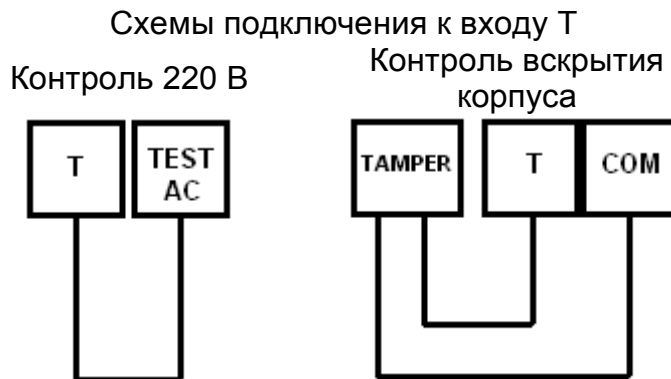 Схемы подключения к входу Т
Контроль 220 В
Контроль вскрытия
корпуса
T
TEST
AC
TAMPER
T
COM